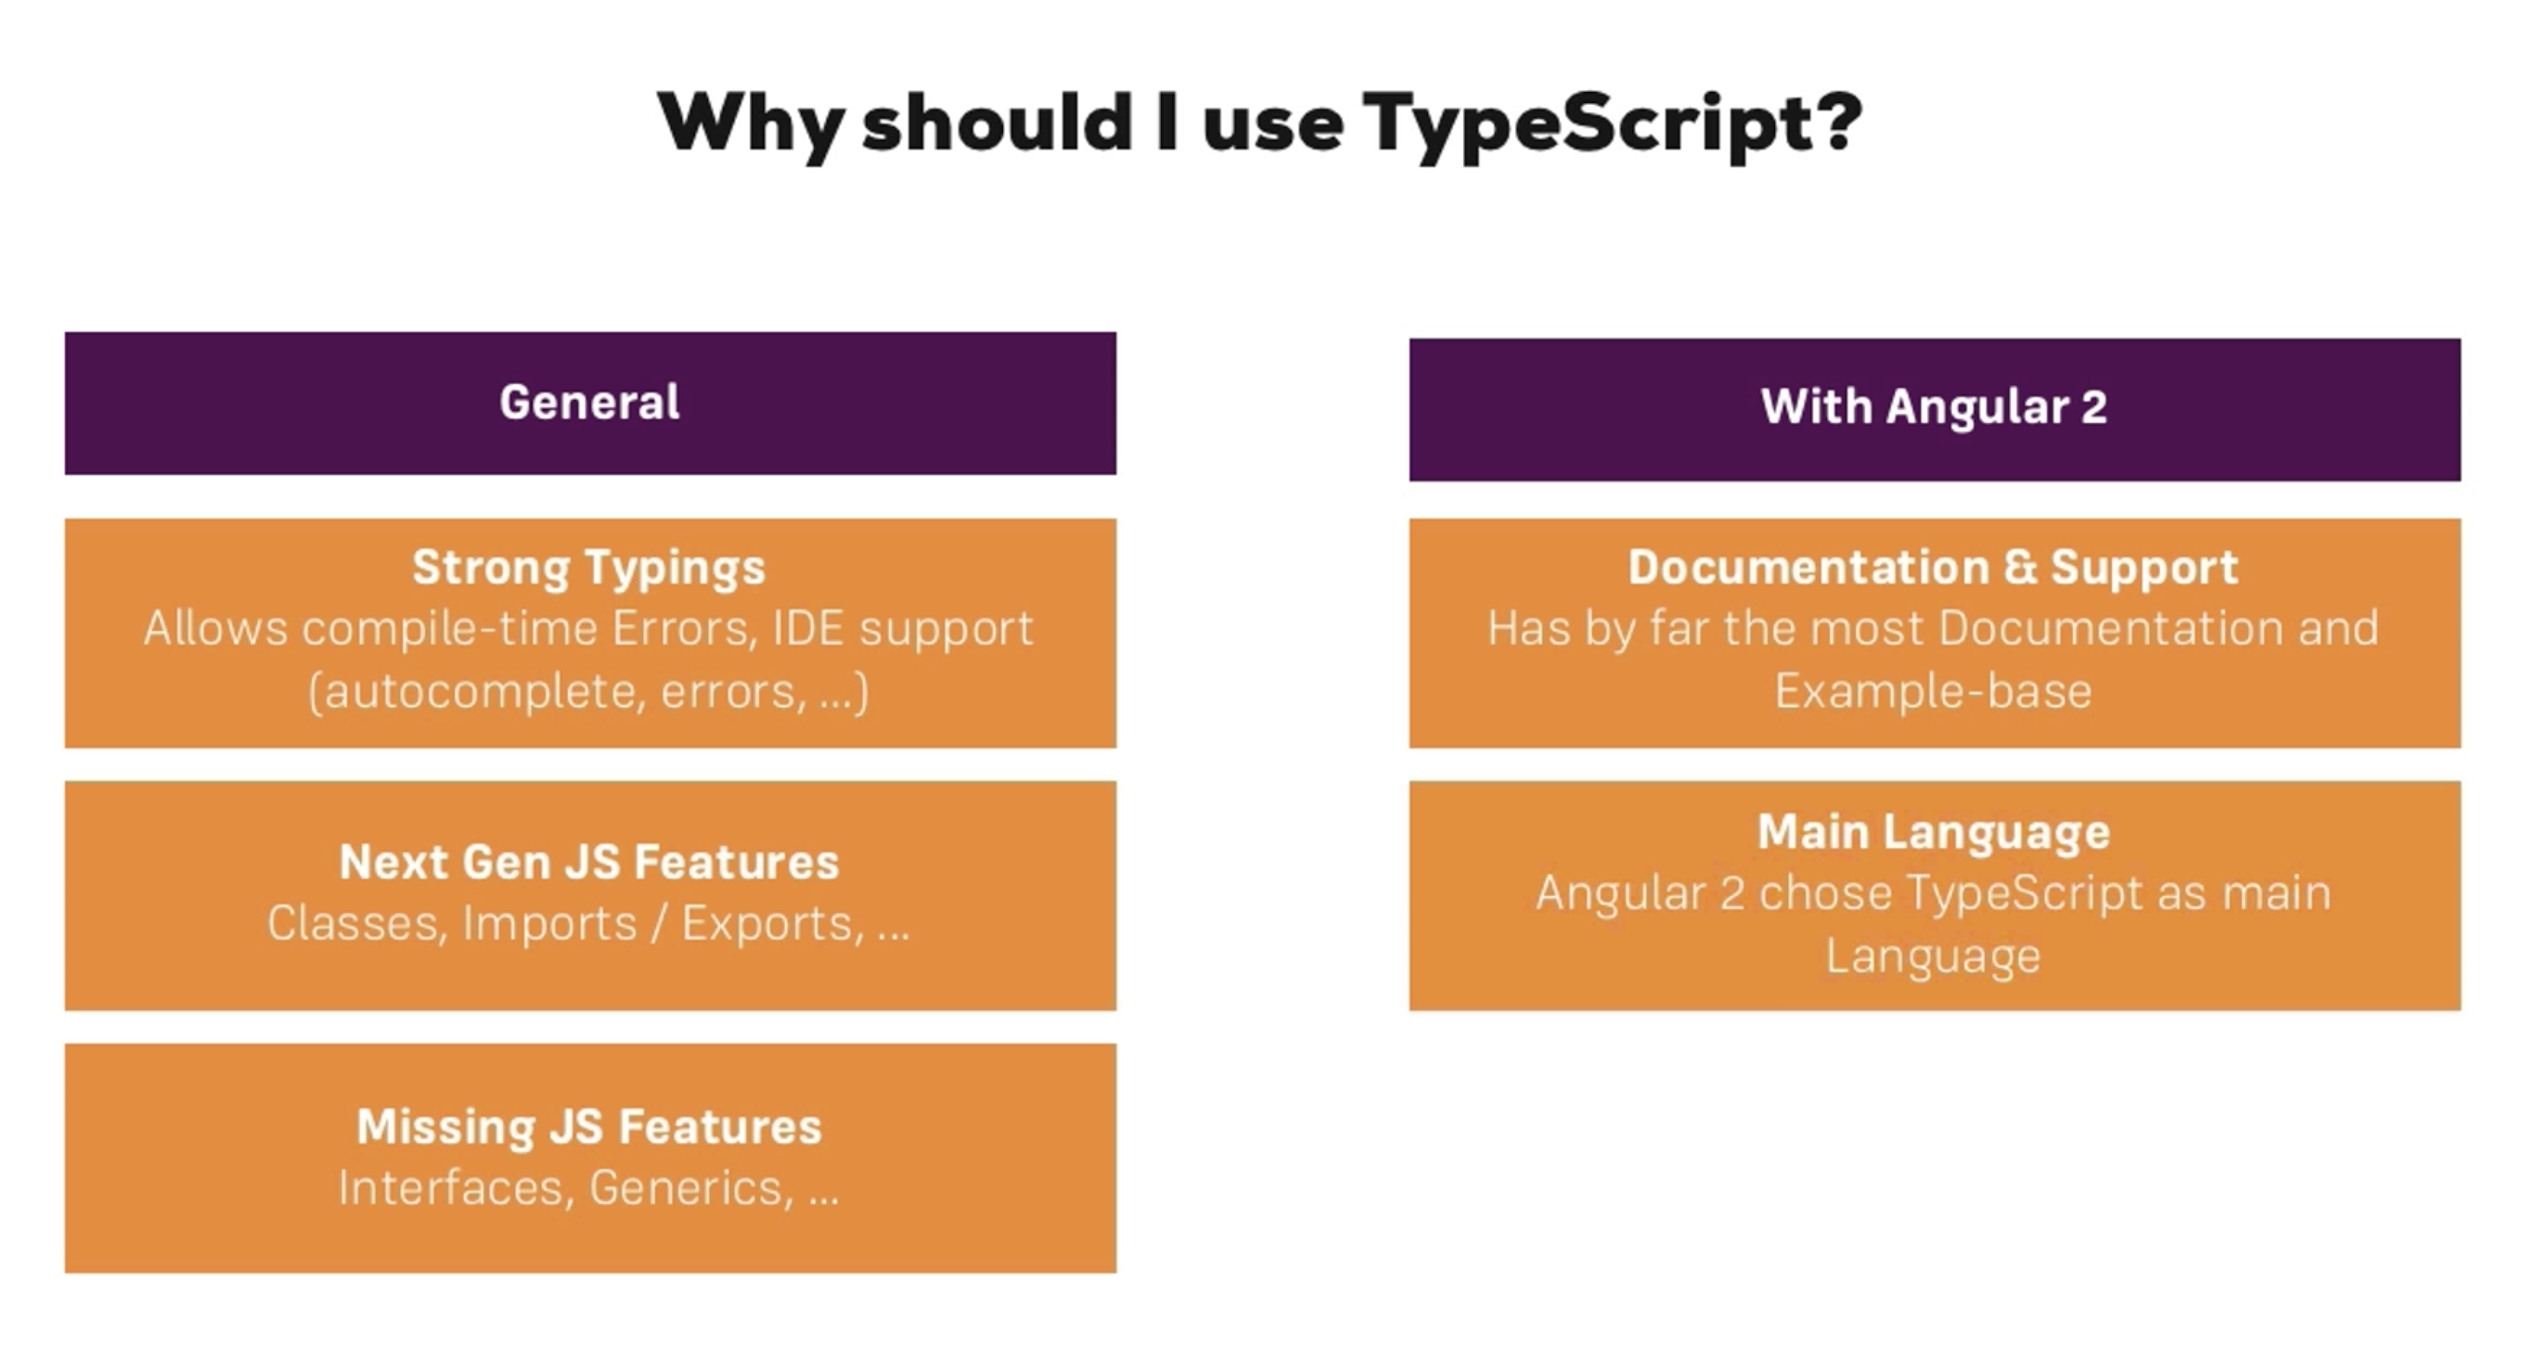 Why should I use TypeScript?
General
Strong Typings
Allows compile-time Errors, IDE support
(autocomplete, errors, ...)
Next Gen JS Features
Classes, Imports / Exports, ...
Missing JS Features
Interfaces, Generics, ...
With Angular 2
Documentation & Support
Has by far the most Documentation and
Example-base
Main Language
Angular 2 chose TypeScript as main
Language